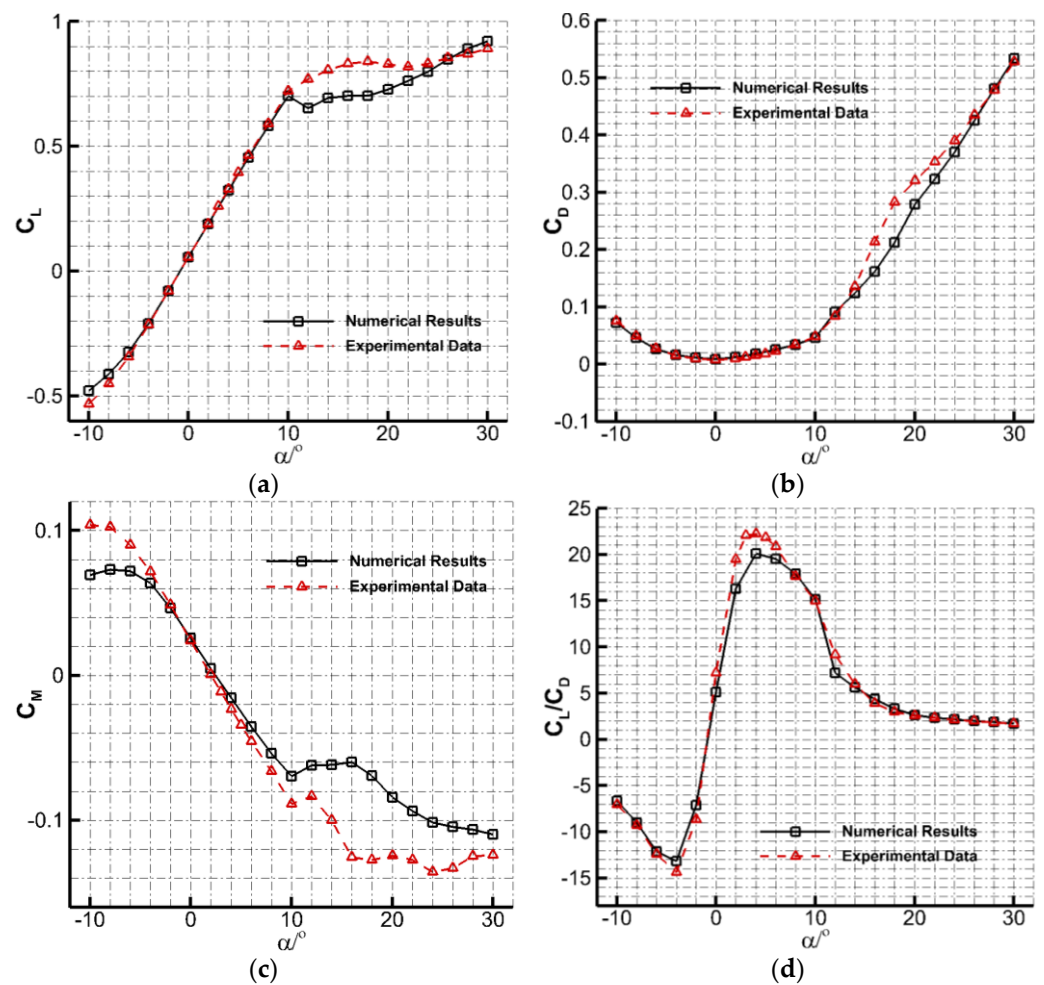 1
0.5
0
-0.5
C_L
Numerical Results
Experimental Data
-10 0 10 20 30
α/°
(a)
0.6
0.5
0.4
0.3
0.2
0.1
0
-0.1
C_D
Numerical Results
Experimental Data
-10 0 10 20 30
α/°
(b)
0.1
0
-0.1
C_M
Numerical Results
Experimental Data
-10 0 10 20 30
α/°
(c)
25
20
15
10
5
0
-5
-10
-15
C_L/C_D
Numerical Results
Experimental Data
-10 0 10 20 30
α/°
(d)